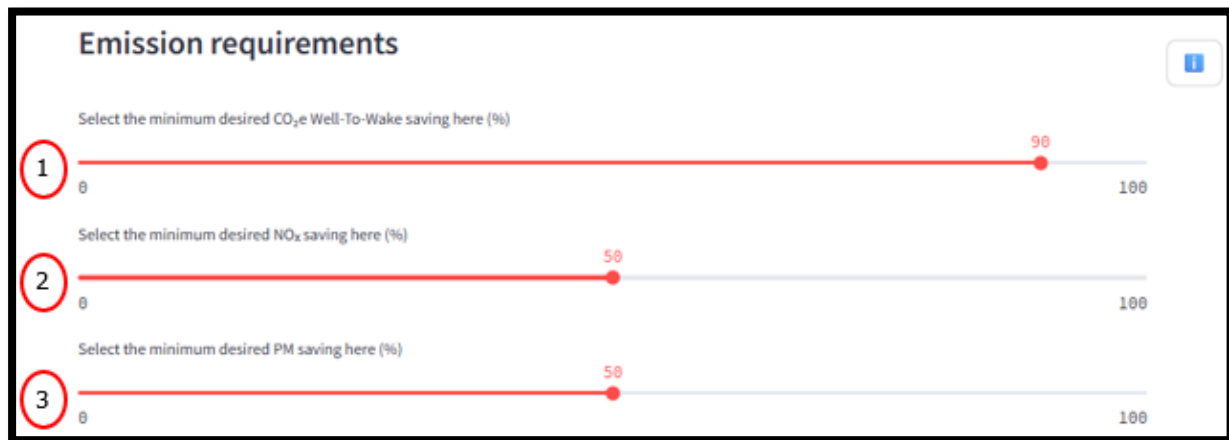 Emission requirements
i
Select the minimum desired CO₂e Well-To-Wake saving here (%)
90
1
0 100
Select the minimum desired NOₓ saving here (%)
50
2
0 100
Select the minimum desired PM saving here (%)
50
3
0 100